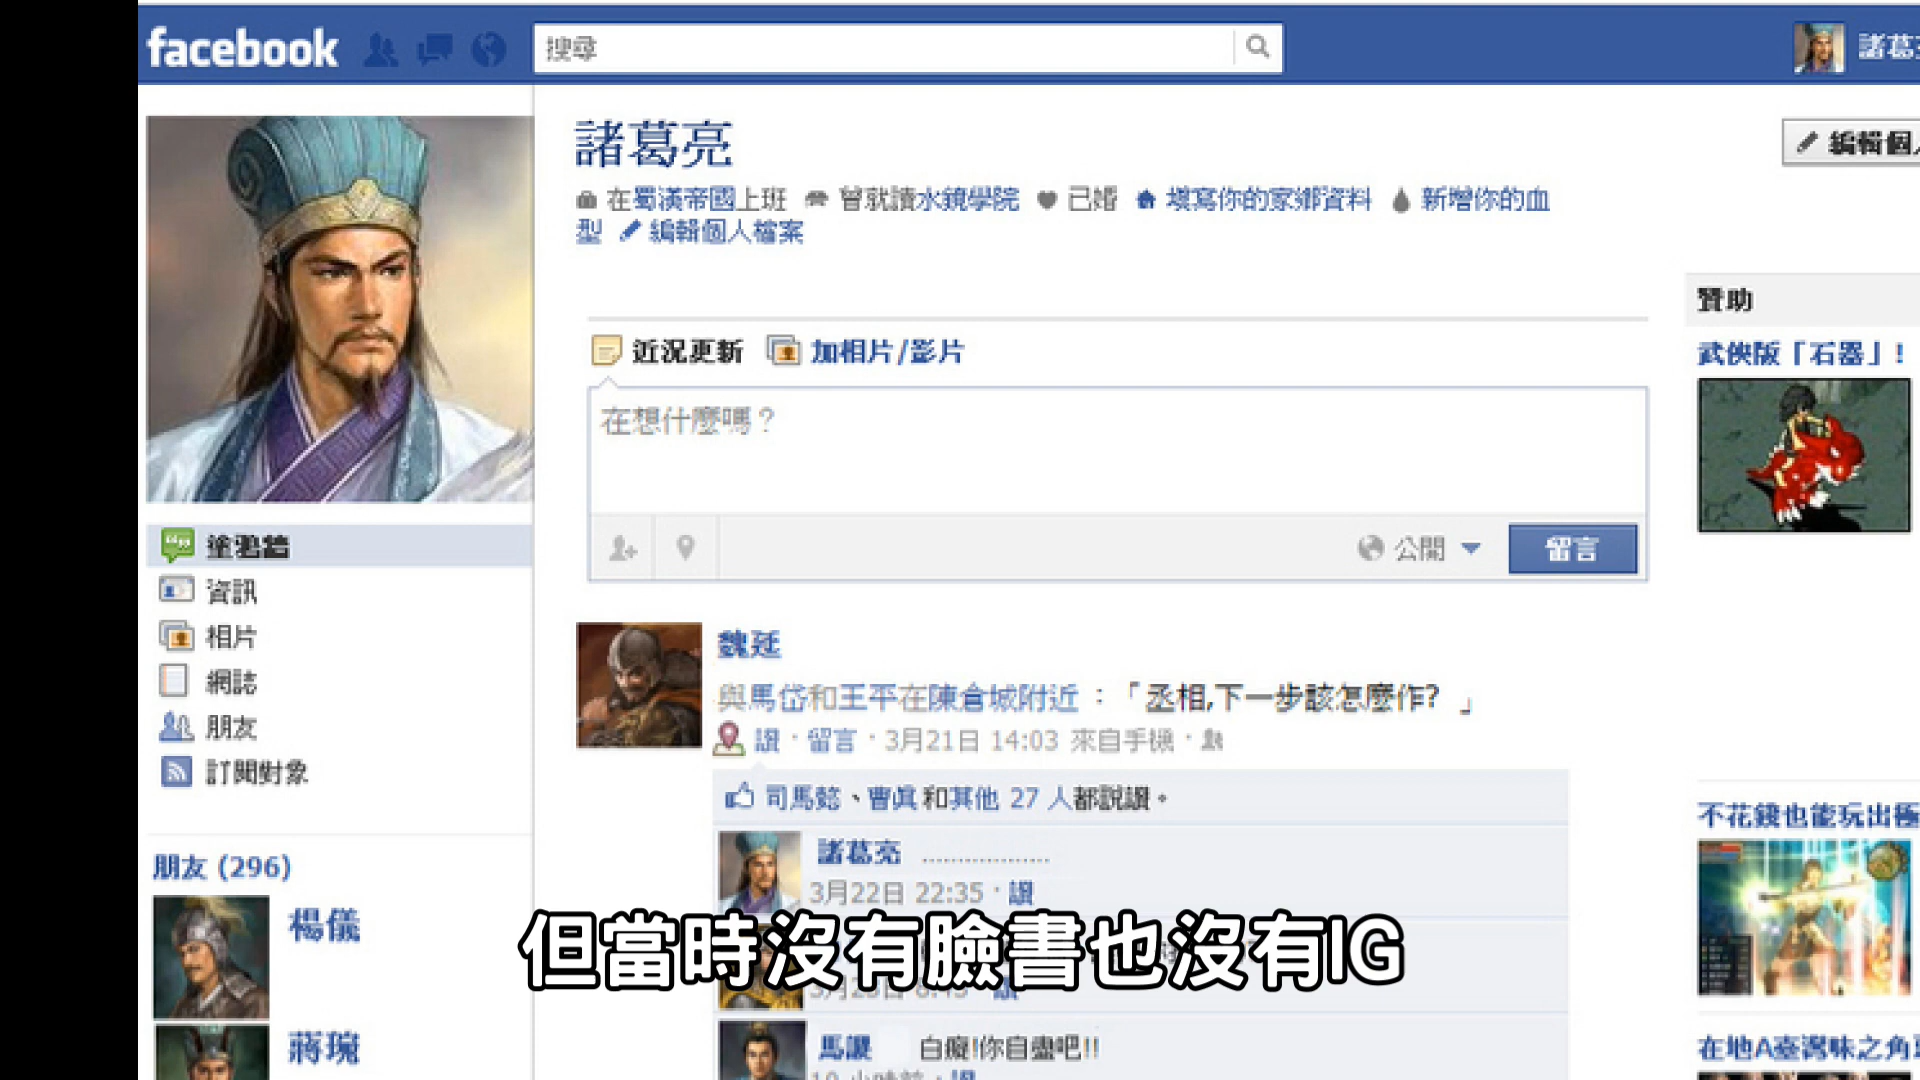 facebook
搜尋
諸葛
諸葛亮
編輯個人
在蜀漢帝國上班 曾就讀水鏡學院 已婚 填寫你的家鄉資料 新增你的血
型 編輯個人檔案
近況更新 加相片/影片
在想什麼嗎？
公開 留言
塗鴉牆
資訊
相片
網誌
朋友
訂閱對象
朋友 (296)
楊儀
蔣琬
魏延
與馬岱和王平在陳倉城附近：「丞相,下一步該怎麼作? 」
讚 · 留言 · 3月21日 14:03 來自手機 ·
司馬懿、曹真和其他 27 人都說讚。
諸葛亮 ..................
3月22日 22:35 · 讚
但當時沒有臉書也沒有IG
馬謖 白癡!你自盡吧!!
贊助
武俠版「石器」!
不花錢也能玩出極
在地A臺灣味之角